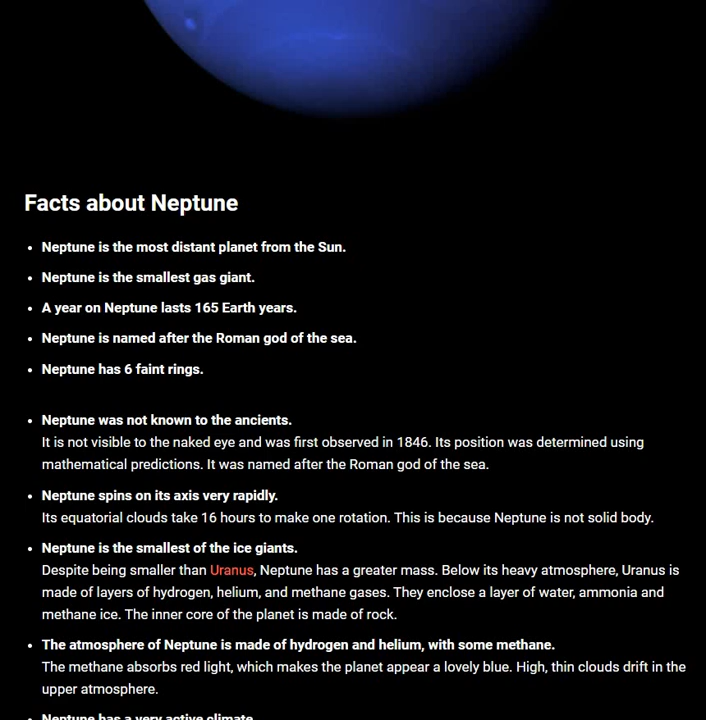 Facts about Neptune
Neptune is the most distant planet from the Sun.
Neptune is the smallest gas giant.
A year on Neptune lasts 165 Earth years.
Neptune is named after the Roman god of the sea.
Neptune has 6 faint rings.
Neptune was not known to the ancients.
It is not visible to the naked eye and was first observed in 1846. Its position was determined using
mathematical predictions. It was named after the Roman god of the sea.
Neptune spins on its axis very rapidly.
Its equatorial clouds take 16 hours to make one rotation. This is because Neptune is not solid body.
Neptune is the smallest of the ice giants.
Despite being smaller than Uranus, Neptune has a greater mass. Below its heavy atmosphere, Uranus is
made of layers of hydrogen, helium, and methane gases. They enclose a layer of water, ammonia and
methane ice. The inner core of the planet is made of rock.
The atmosphere of Neptune is made of hydrogen and helium, with some methane.
The methane absorbs red light, which makes the planet appear a lovely blue. High, thin clouds drift in the
upper atmosphere.
Neptune has a very active climate.